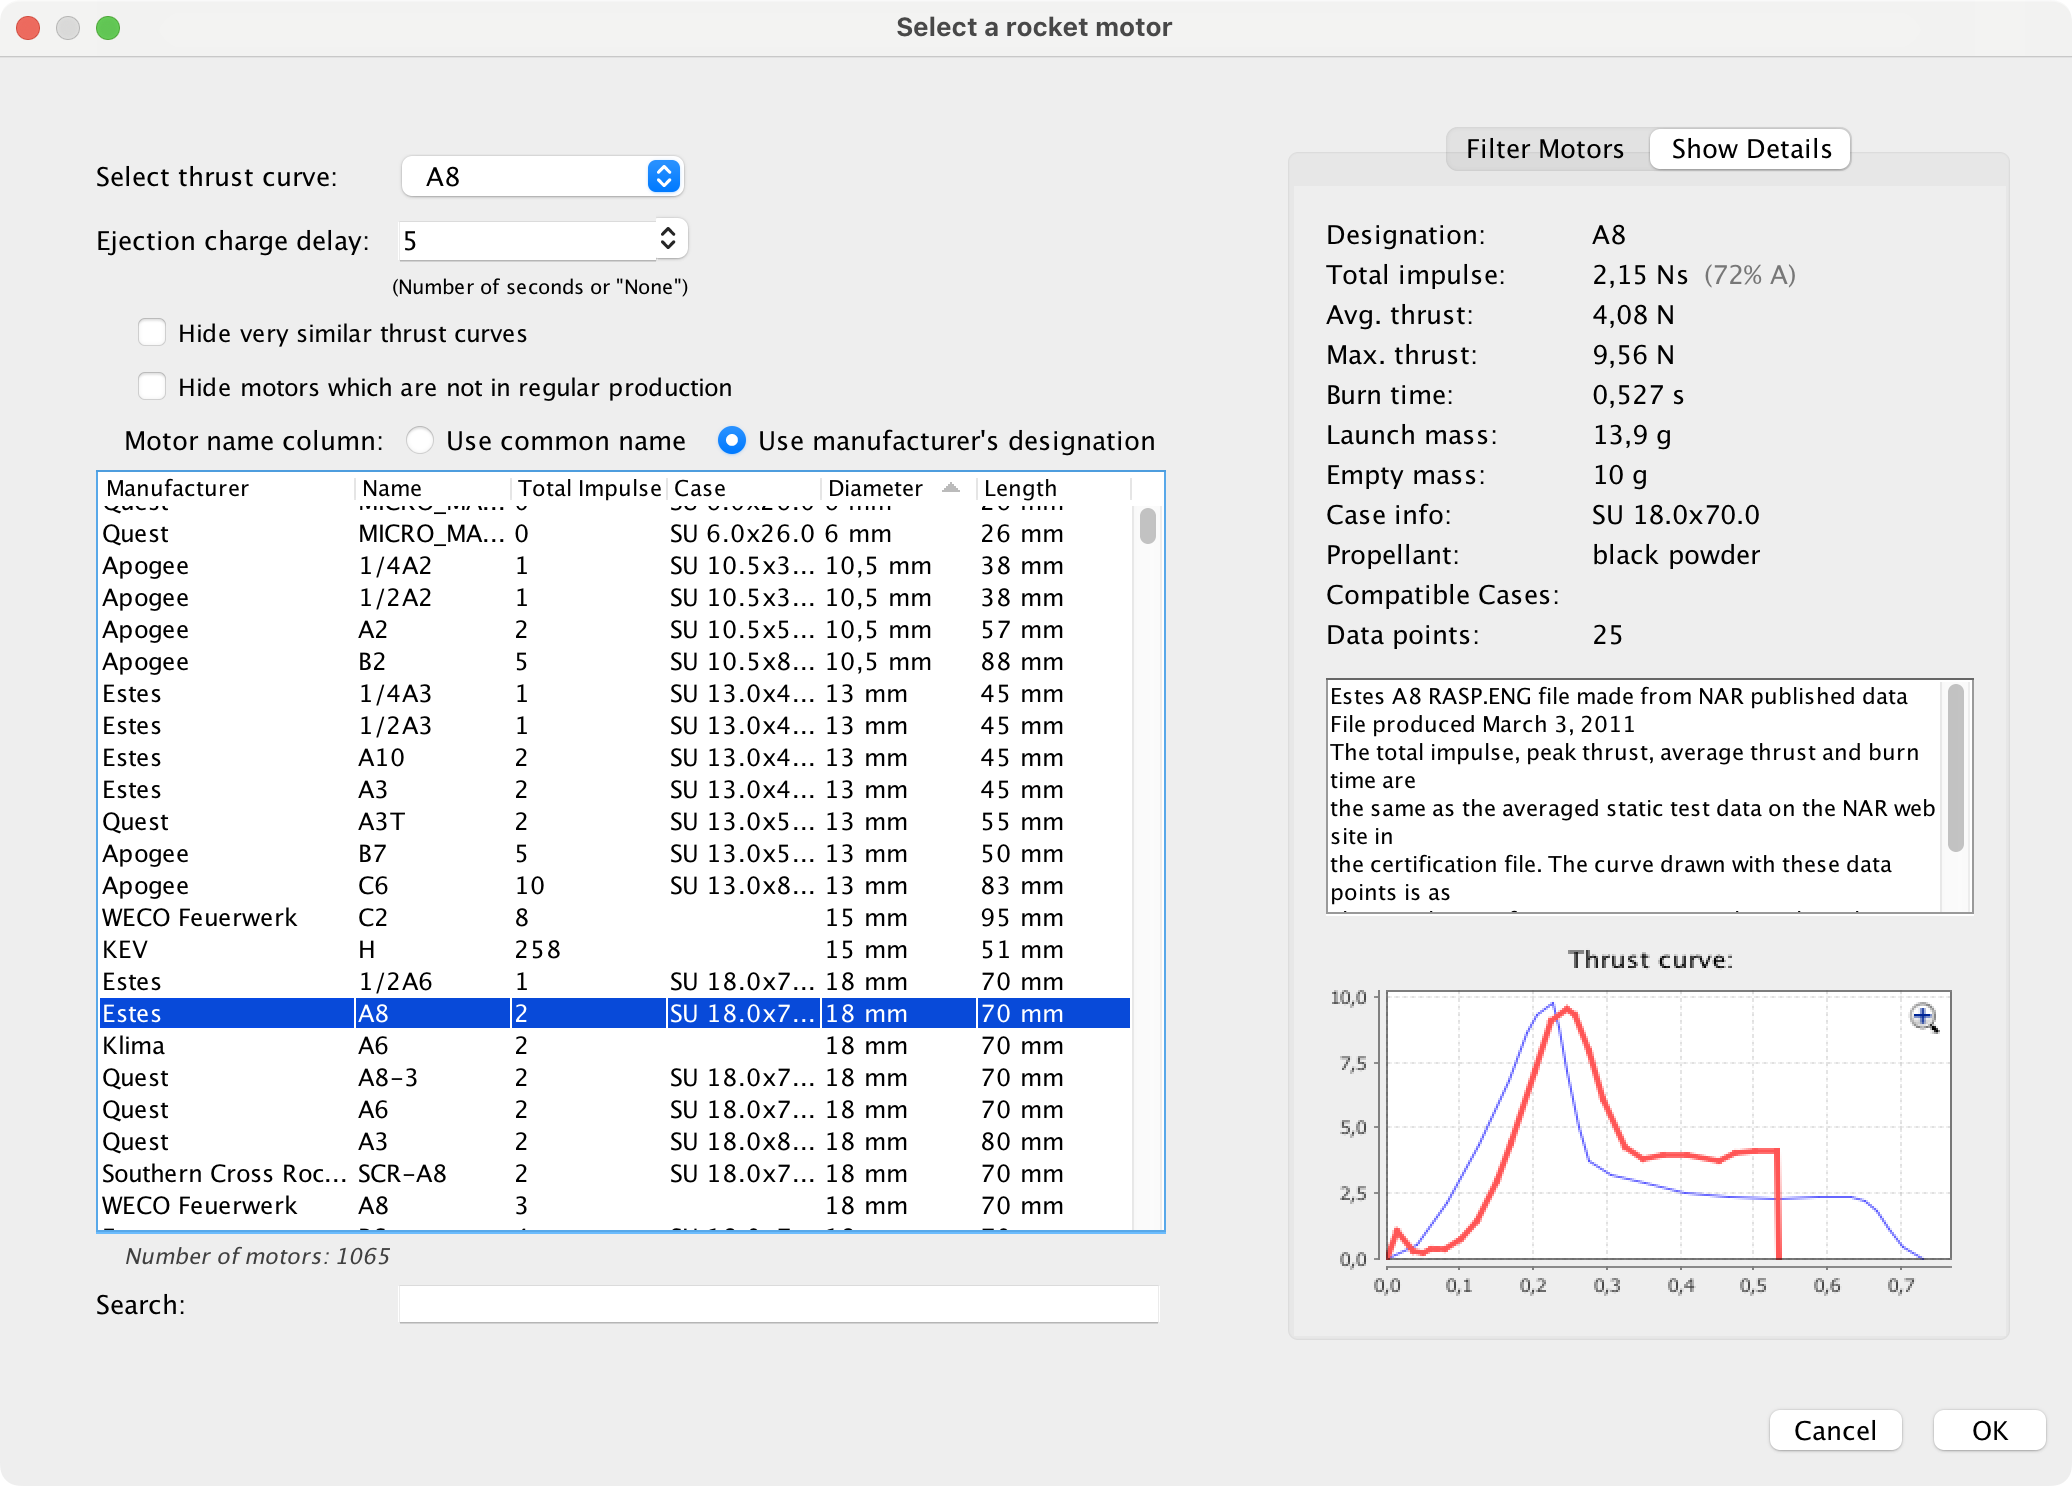 Select a rocket motor
Select thrust curve: A8
Ejection charge delay: 5
(Number of seconds or "None")
Hide very similar thrust curves
Hide motors which are not in regular production
Motor name column: Use common name Use manufacturer's designation
Manufacturer Name Total Impulse Case Diameter Length
Quest MICRO_MA... 0 SU 6.0x26.0 6 mm 26 mm
Apogee 1/4A2 1 SU 10.5x3... 10,5 mm 38 mm
Apogee 1/2A2 1 SU 10.5x3... 10,5 mm 38 mm
Apogee A2 2 SU 10.5x5... 10,5 mm 57 mm
Apogee B2 5 SU 10.5x8... 10,5 mm 88 mm
Estes 1/4A3 1 SU 13.0x4... 13 mm 45 mm
Estes 1/2A3 1 SU 13.0x4... 13 mm 45 mm
Estes A10 2 SU 13.0x4... 13 mm 45 mm
Estes A3 2 SU 13.0x4... 13 mm 45 mm
Quest A3T 2 SU 13.0x5... 13 mm 55 mm
Apogee B7 5 SU 13.0x5... 13 mm 50 mm
Apogee C6 10 SU 13.0x8... 13 mm 83 mm
WECO Feuerwerk C2 8 15 mm 95 mm
KEV H 258 15 mm 51 mm
Estes 1/2A6 1 SU 18.0x7... 18 mm 70 mm
Estes A8 2 SU 18.0x7... 18 mm 70 mm
Klima A6 2 18 mm 70 mm
Quest A8-3 2 SU 18.0x7... 18 mm 70 mm
Quest A6 2 SU 18.0x7... 18 mm 70 mm
Quest A3 2 SU 18.0x8... 18 mm 80 mm
Southern Cross Roc... SCR-A8 2 SU 18.0x7... 18 mm 70 mm
WECO Feuerwerk A8 3 18 mm 70 mm
Number of motors: 1065
Search:
Filter Motors Show Details
Designation: A8
Total impulse: 2,15 Ns (72% A)
Avg. thrust: 4,08 N
Max. thrust: 9,56 N
Burn time: 0,527 s
Launch mass: 13,9 g
Empty mass: 10 g
Case info: SU 18.0x70.0
Propellant: black powder
Compatible Cases:
Data points: 25
Estes A8 RASP.ENG file made from NAR published data
File produced March 3, 2011
The total impulse, peak thrust, average thrust and burn
time are
the same as the averaged static test data on the NAR web
site in
the certification file. The curve drawn with these data
points is as
Thrust curve:
10,0
7,5
5,0
2,5
0,0
0,0 0,1 0,2 0,3 0,4 0,5 0,6 0,7
Cancel OK